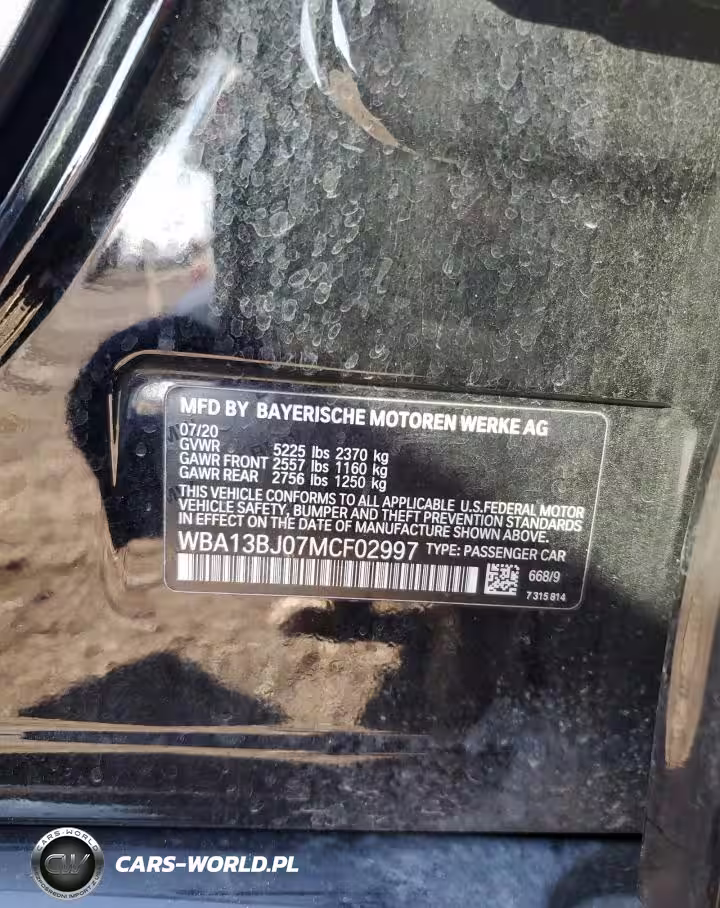 MFD BY BAYERISCHE MOTOREN WERKE AG
07/20
GVWR 5225 lbs 2370 kg
GAWR FRONT 2557 lbs 1160 kg
GAWR REAR 2756 lbs 1250 kg
THIS VEHICLE CONFORMS TO ALL APPLICABLE U.S.FEDERAL MOTOR
VEHICLE SAFETY, BUMPER AND THEFT PREVENTION STANDARDS
IN EFFECT ON THE DATE OF MANUFACTURE SHOWN ABOVE.
WBA13BJ07MCF02997 TYPE: PASSENGER CAR
668/9
7 315 814
CARS-WORLD
CW
CARS-WORLD.PL